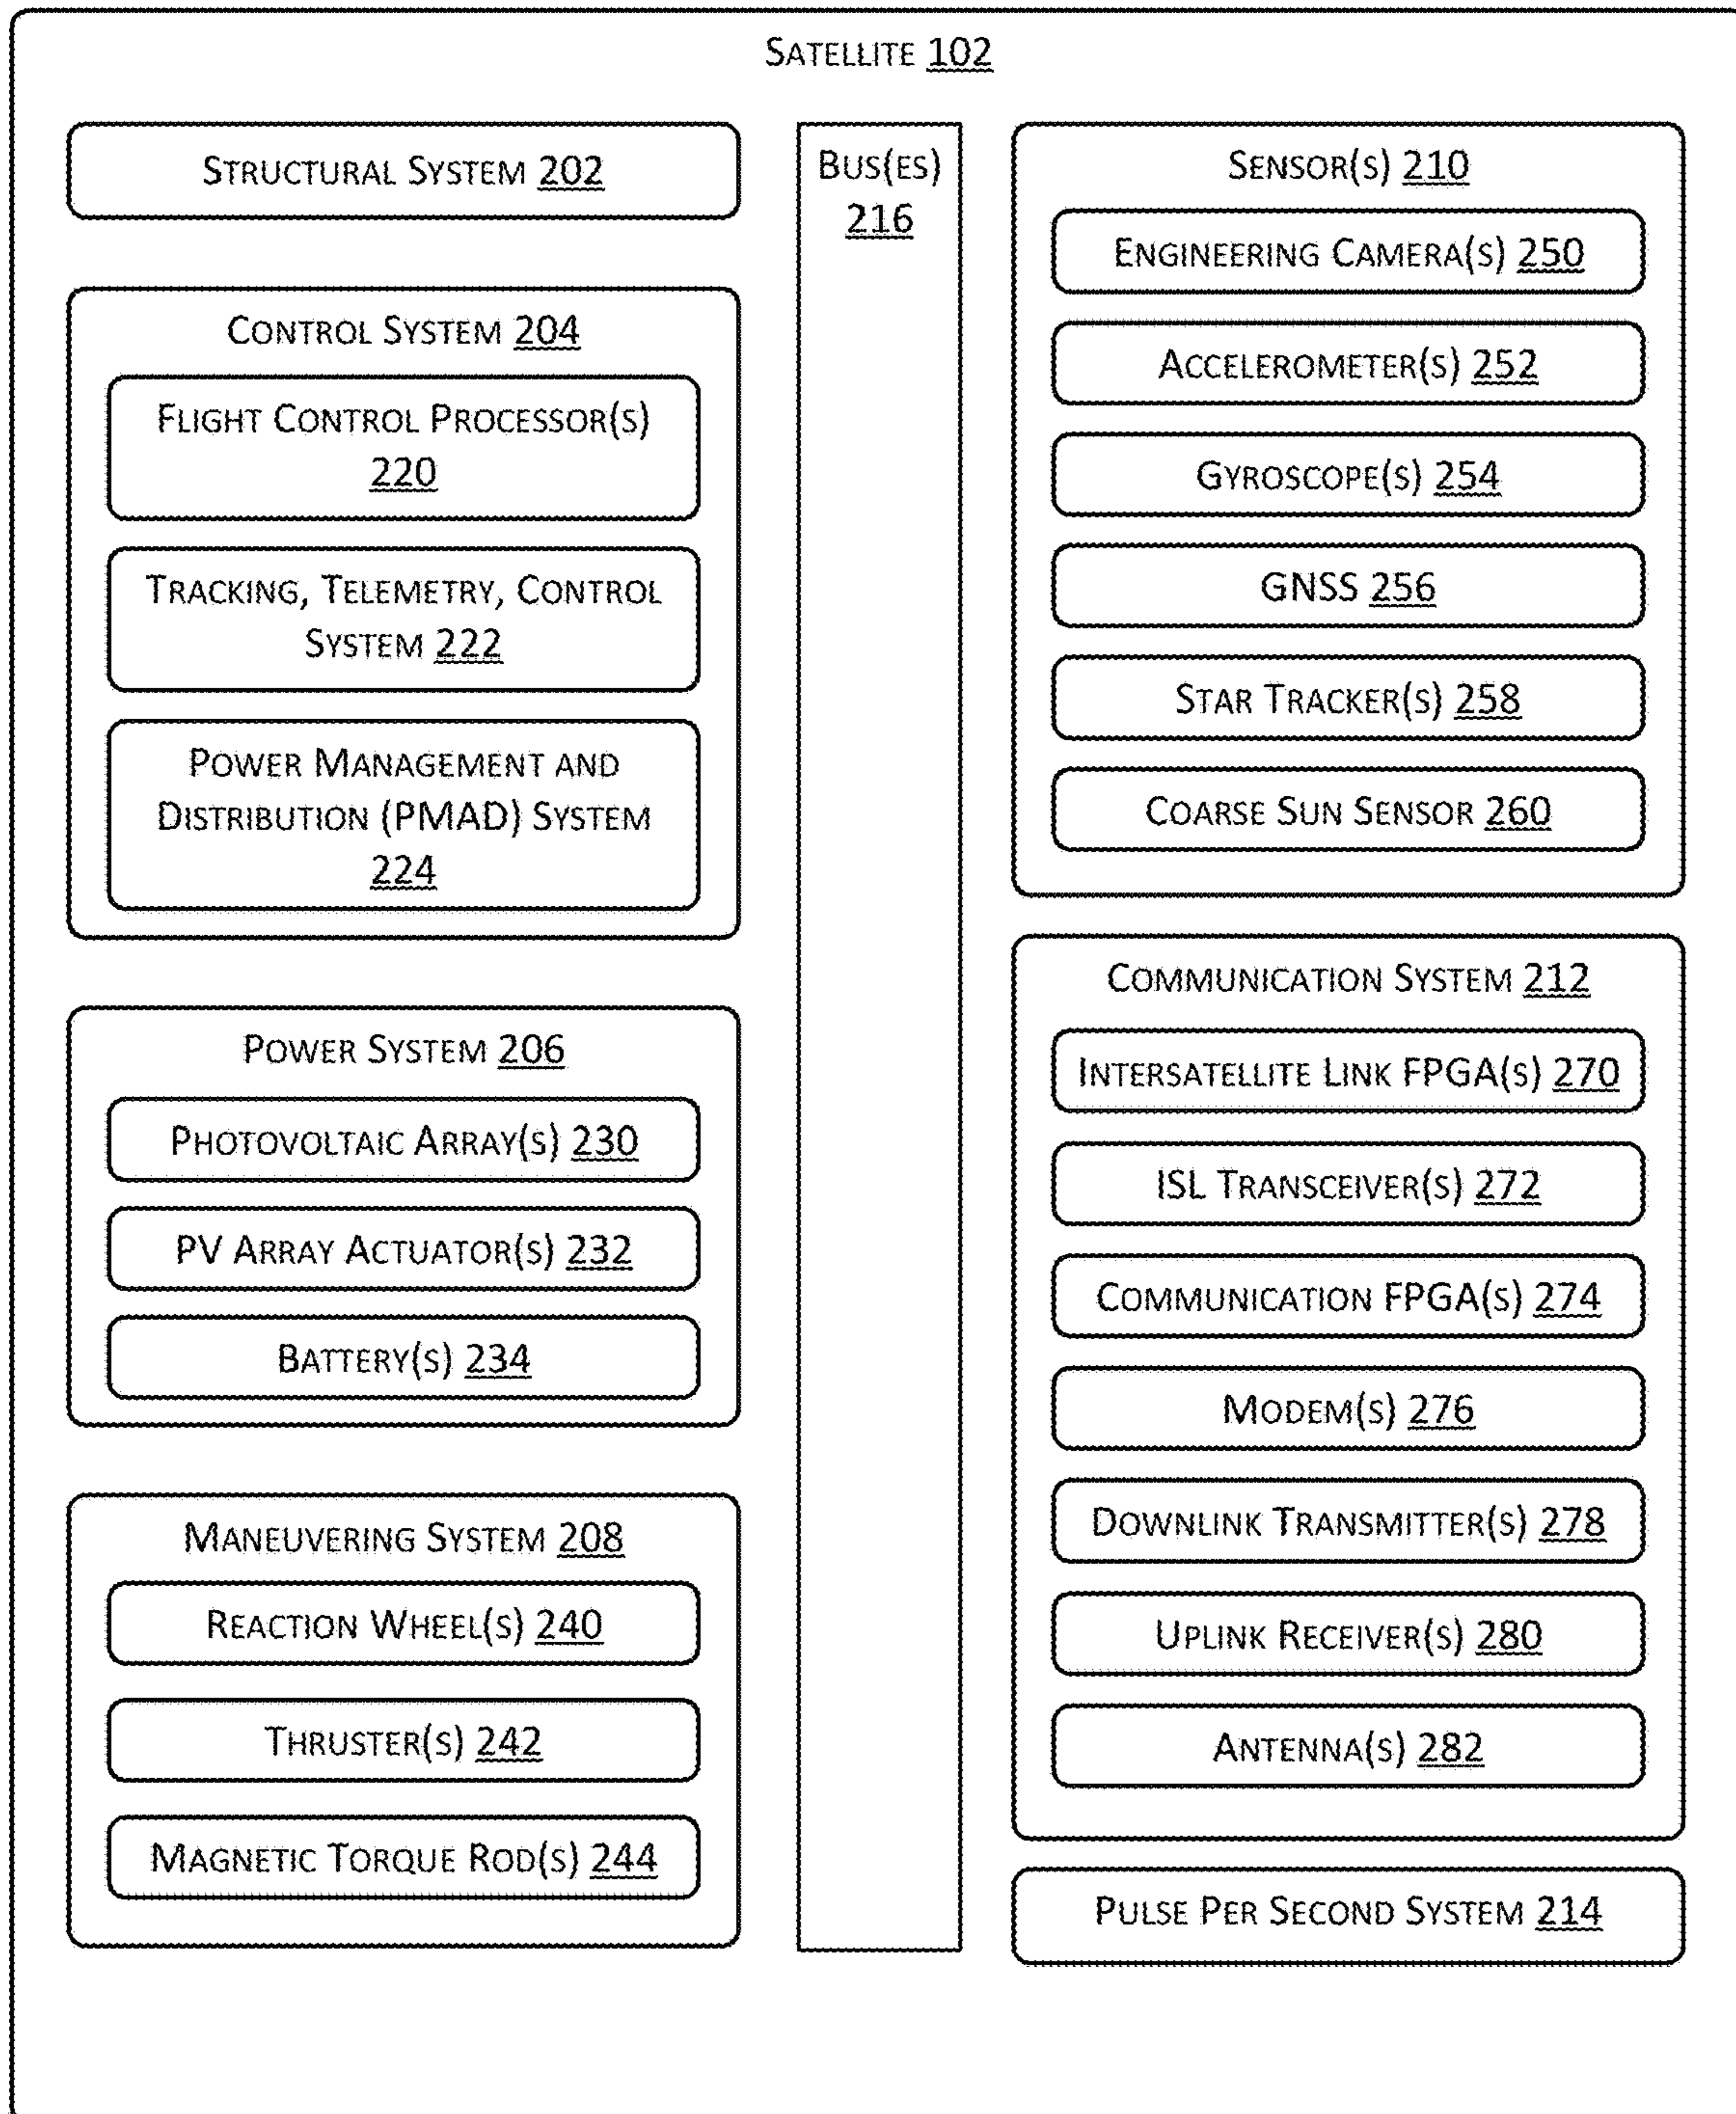 Satellite 102
Structural System 202
Control System 204
Flight Control Processor(s)
220
Tracking, Telemetry, Control
System 222
Power Management and
Distribution (PMAD) System
224
Power System 206
Photovoltaic Array(s) 230
PV Array Actuator(s) 232
Battery(s) 234
Maneuvering System 208
Reaction Wheel(s) 240
Thruster(s) 242
Magnetic Torque Rod(s) 244
Bus(es)
216
Sensor(s) 210
Engineering Camera(s) 250
Accelerometer(s) 252
Gyroscope(s) 254
GNSS 256
Star Tracker(s) 258
Coarse Sun Sensor 260
Communication System 212
Intersatellite Link FPGA(s) 270
ISL Transceiver(s) 272
Communication FPGA(s) 274
Modem(s) 276
Downlink Transmitter(s) 278
Uplink Receiver(s) 280
Antenna(s) 282
Pulse Per Second System 214